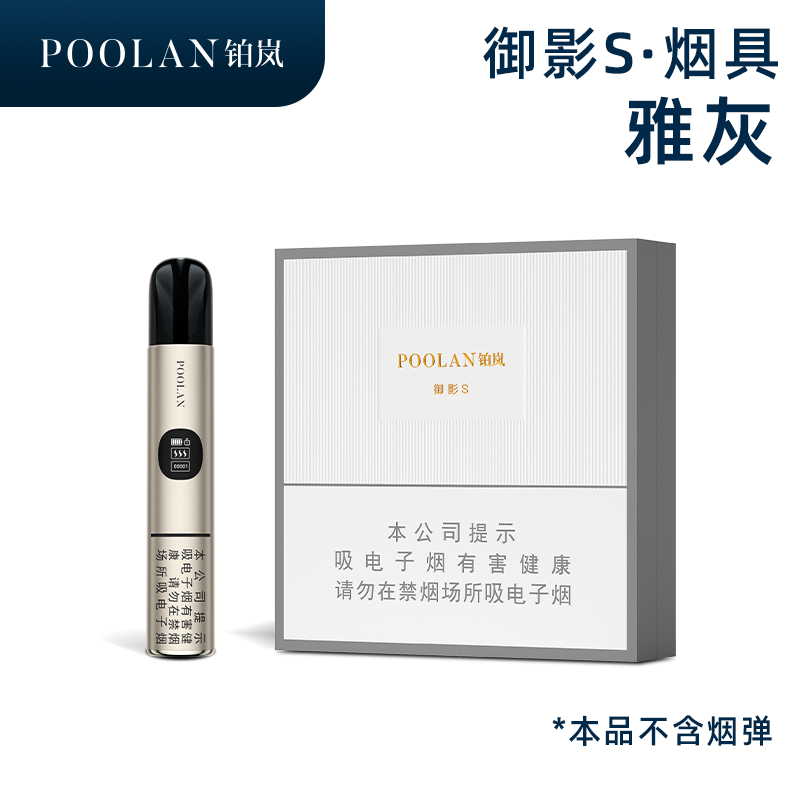 POOLAN铂岚
御影S·烟具
雅灰
POOLAN
00001
本公司提示
吸电子烟有害健康
请勿在禁烟场所吸电子烟
POOLAN铂岚
御影S
本公司提示
吸电子烟有害健康
请勿在禁烟场所吸电子烟
*本品不含烟弹